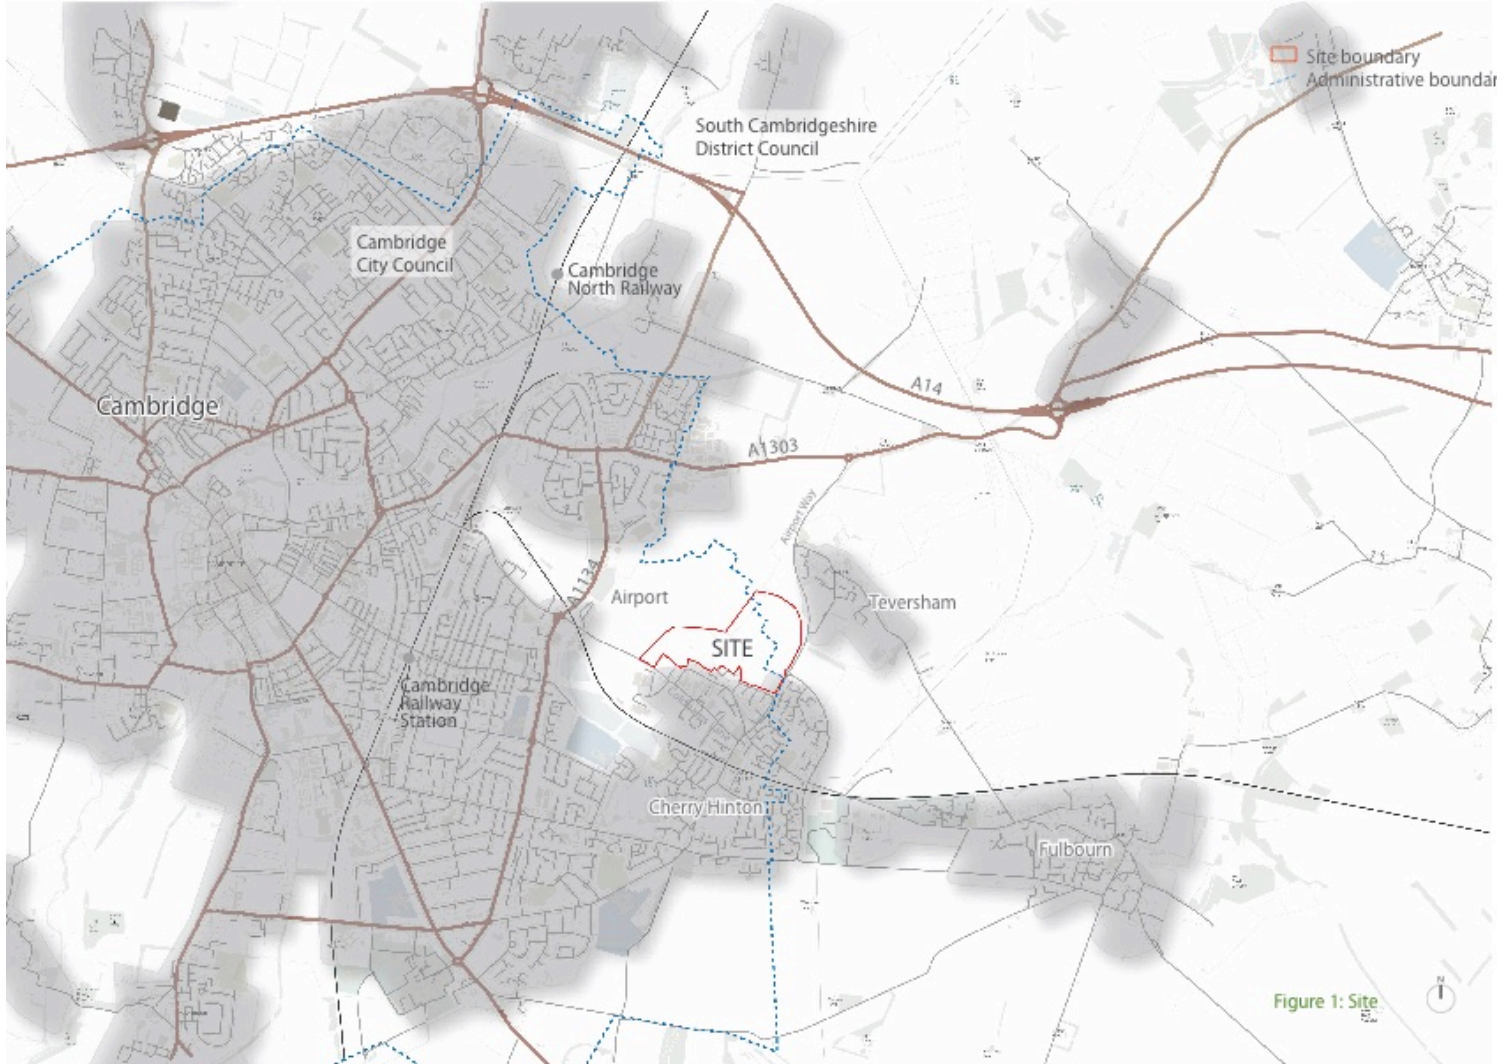 Site boundary
Administrative boundar
South Cambridgeshire
District Council
Cambridge
City Council
Cambridge
North Railway
A14
Cambridge
A1303
Airport Way
A1134
Airport
Teversham
SITE
Cambridge
Railway
Station
Cherry Hinton
Fulbourn
N
Figure 1: Site